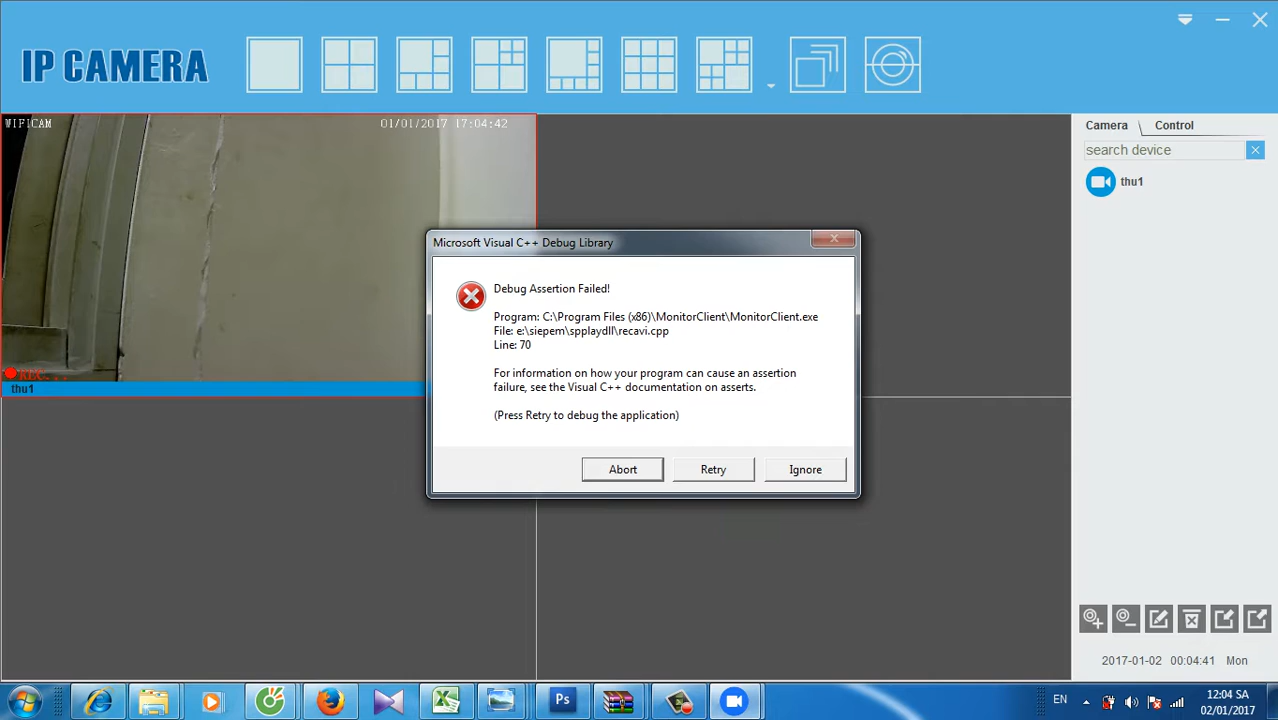 IP CAMERA
WIFICAM
01/01/2017 17:04:42
REC...
thu1
Camera
Control
search device
thu1
Microsoft Visual C++ Debug Library
Debug Assertion Failed!
Program: C:\Program Files (x86)\MonitorClient\MonitorClient.exe
File: e:\siepem\spplaydll\recavi.cpp
Line: 70
For information on how your program can cause an assertion
failure, see the Visual C++ documentation on asserts.
(Press Retry to debug the application)
Abort
Retry
Ignore
2017-01-02 00:04:41 Mon
Ps
EN
12:04 SA
02/01/2017